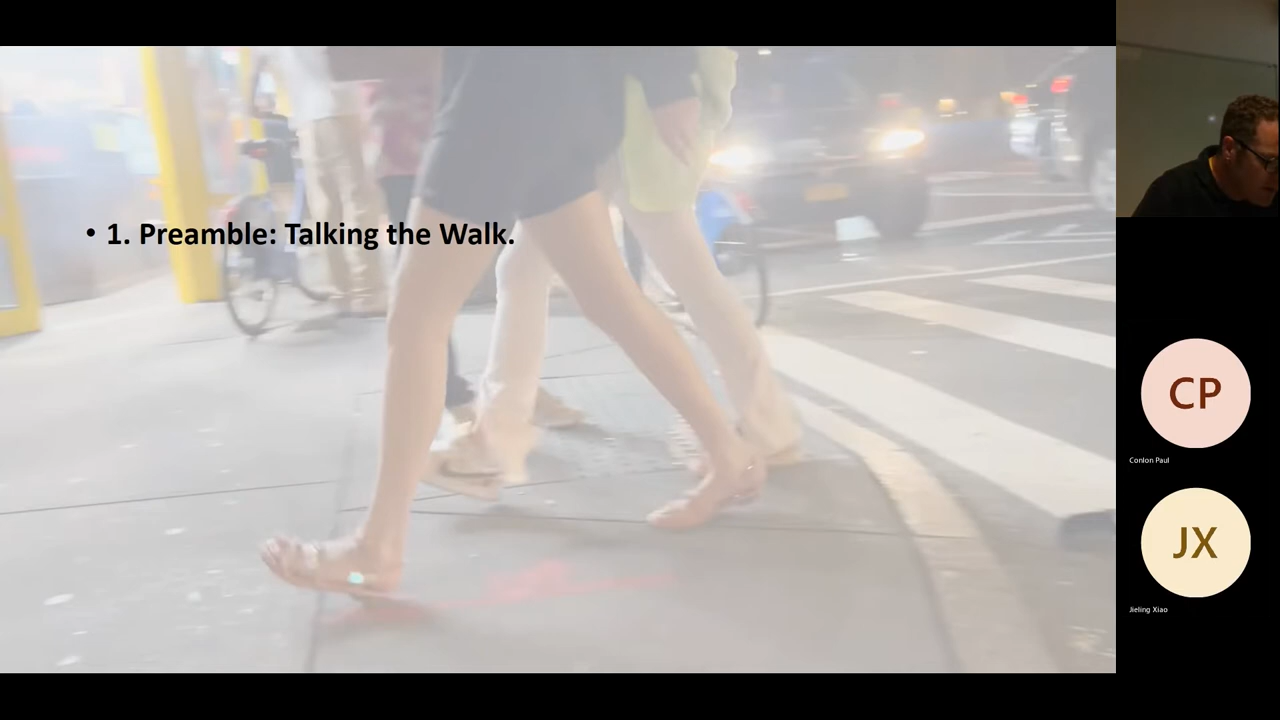 • 1. Preamble: Talking the Walk.
CP
Conlon Paul
JX
Jieling Xiao